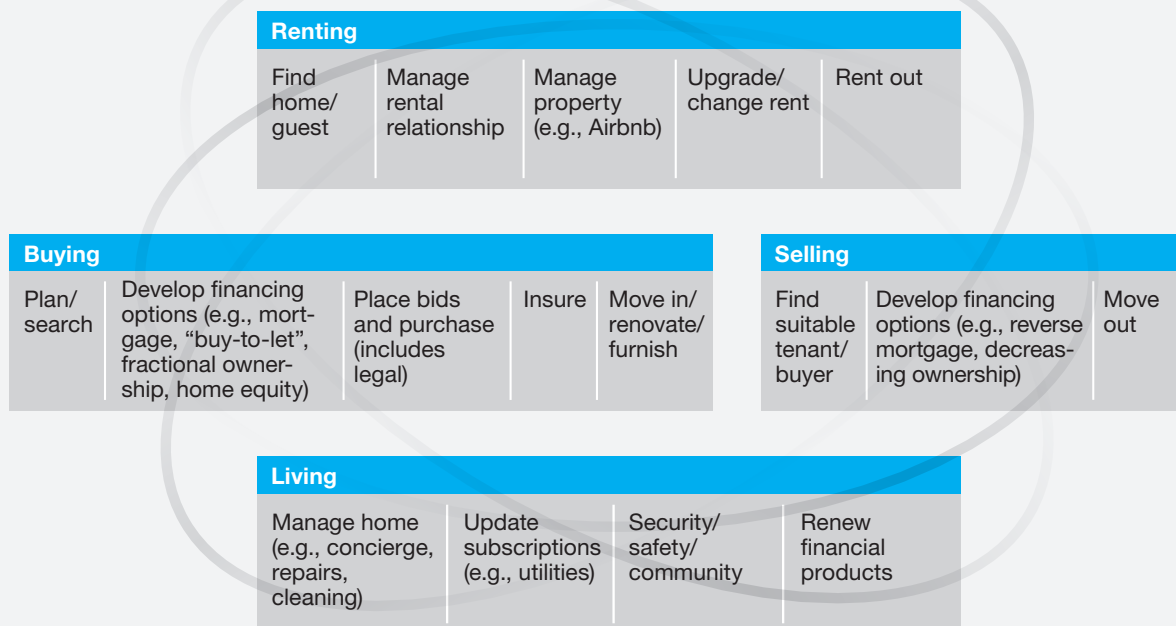 Renting
Find
home/
guest
Manage
rental
relationship
Manage
property
(e.g., Airbnb)
Upgrade/
change rent
Rent out
Buying
Plan/
search
Develop financing
options (e.g., mort-
gage, “buy-to-let”,
fractional owner-
ship, home equity)
Place bids
and purchase
(includes
legal)
Insure
Move in/
renovate/
furnish
Selling
Find
suitable
tenant/
buyer
Develop financing
options (e.g., reverse
mortgage, decreas-
ing ownership)
Move
out
Living
Manage home
(e.g., concierge,
repairs,
cleaning)
Update
subscriptions
(e.g., utilities)
Security/
safety/
community
Renew
financial
products